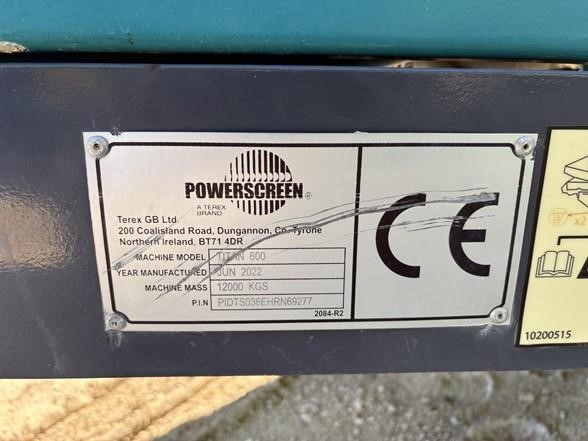 POWERSCREEN®
A TEREX
BRAND
Terex GB Ltd.
200 Coalisland Road, Dungannon, Co. Tyrone
Northern Ireland, BT71 4DR
MACHINE MODEL TITAN 600
YEAR MANUFACTURED JUN 2022
MACHINE MASS 12000 KGS
P.I.N PIDTS036EHRN69277
2084-R2
CE
x2
10200515